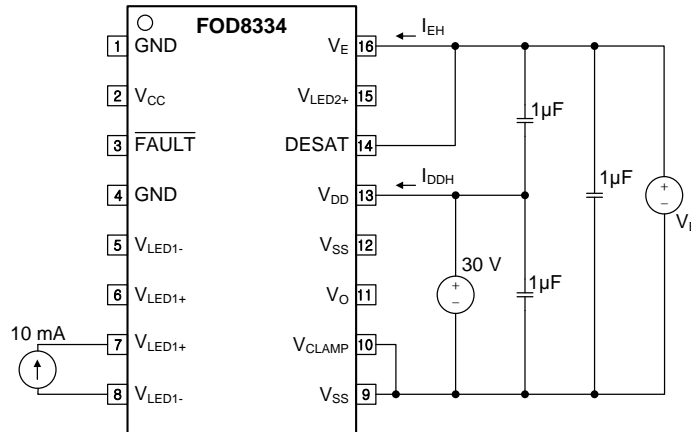 FOD8334
1 GND
2 VCC
3 FAULT
4 GND
5 VLED1-
6 VLED1+
7 VLED1+
8 VLED1-
VE 16
VLED2+ 15
DESAT 14
VDD 13
VSS 12
VO 11
VCLAMP 10
VSS 9
10 mA
IEH
IDDH
1µF
1µF
1µF
30 V
+
−
+
−